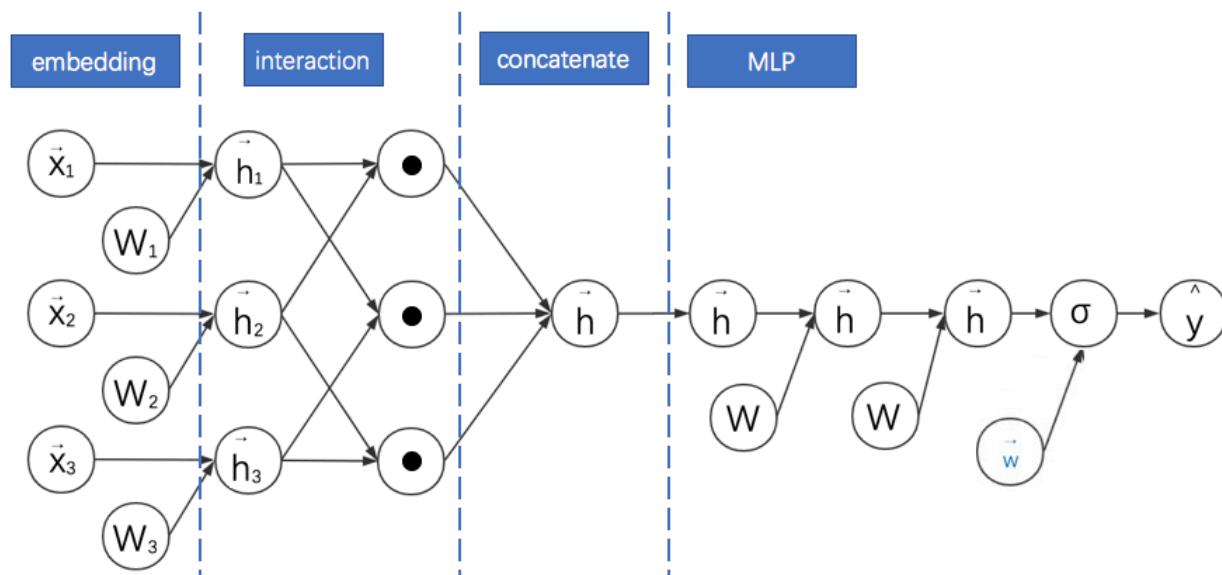 embedding
interaction
concatenate
MLP
x⃗₁
h⃗₁
W₁
x⃗₂
h⃗₂
h⃗
h⃗
h⃗
h⃗
σ
ŷ
W₂
W
W
w⃗
x⃗₃
h⃗₃
W₃